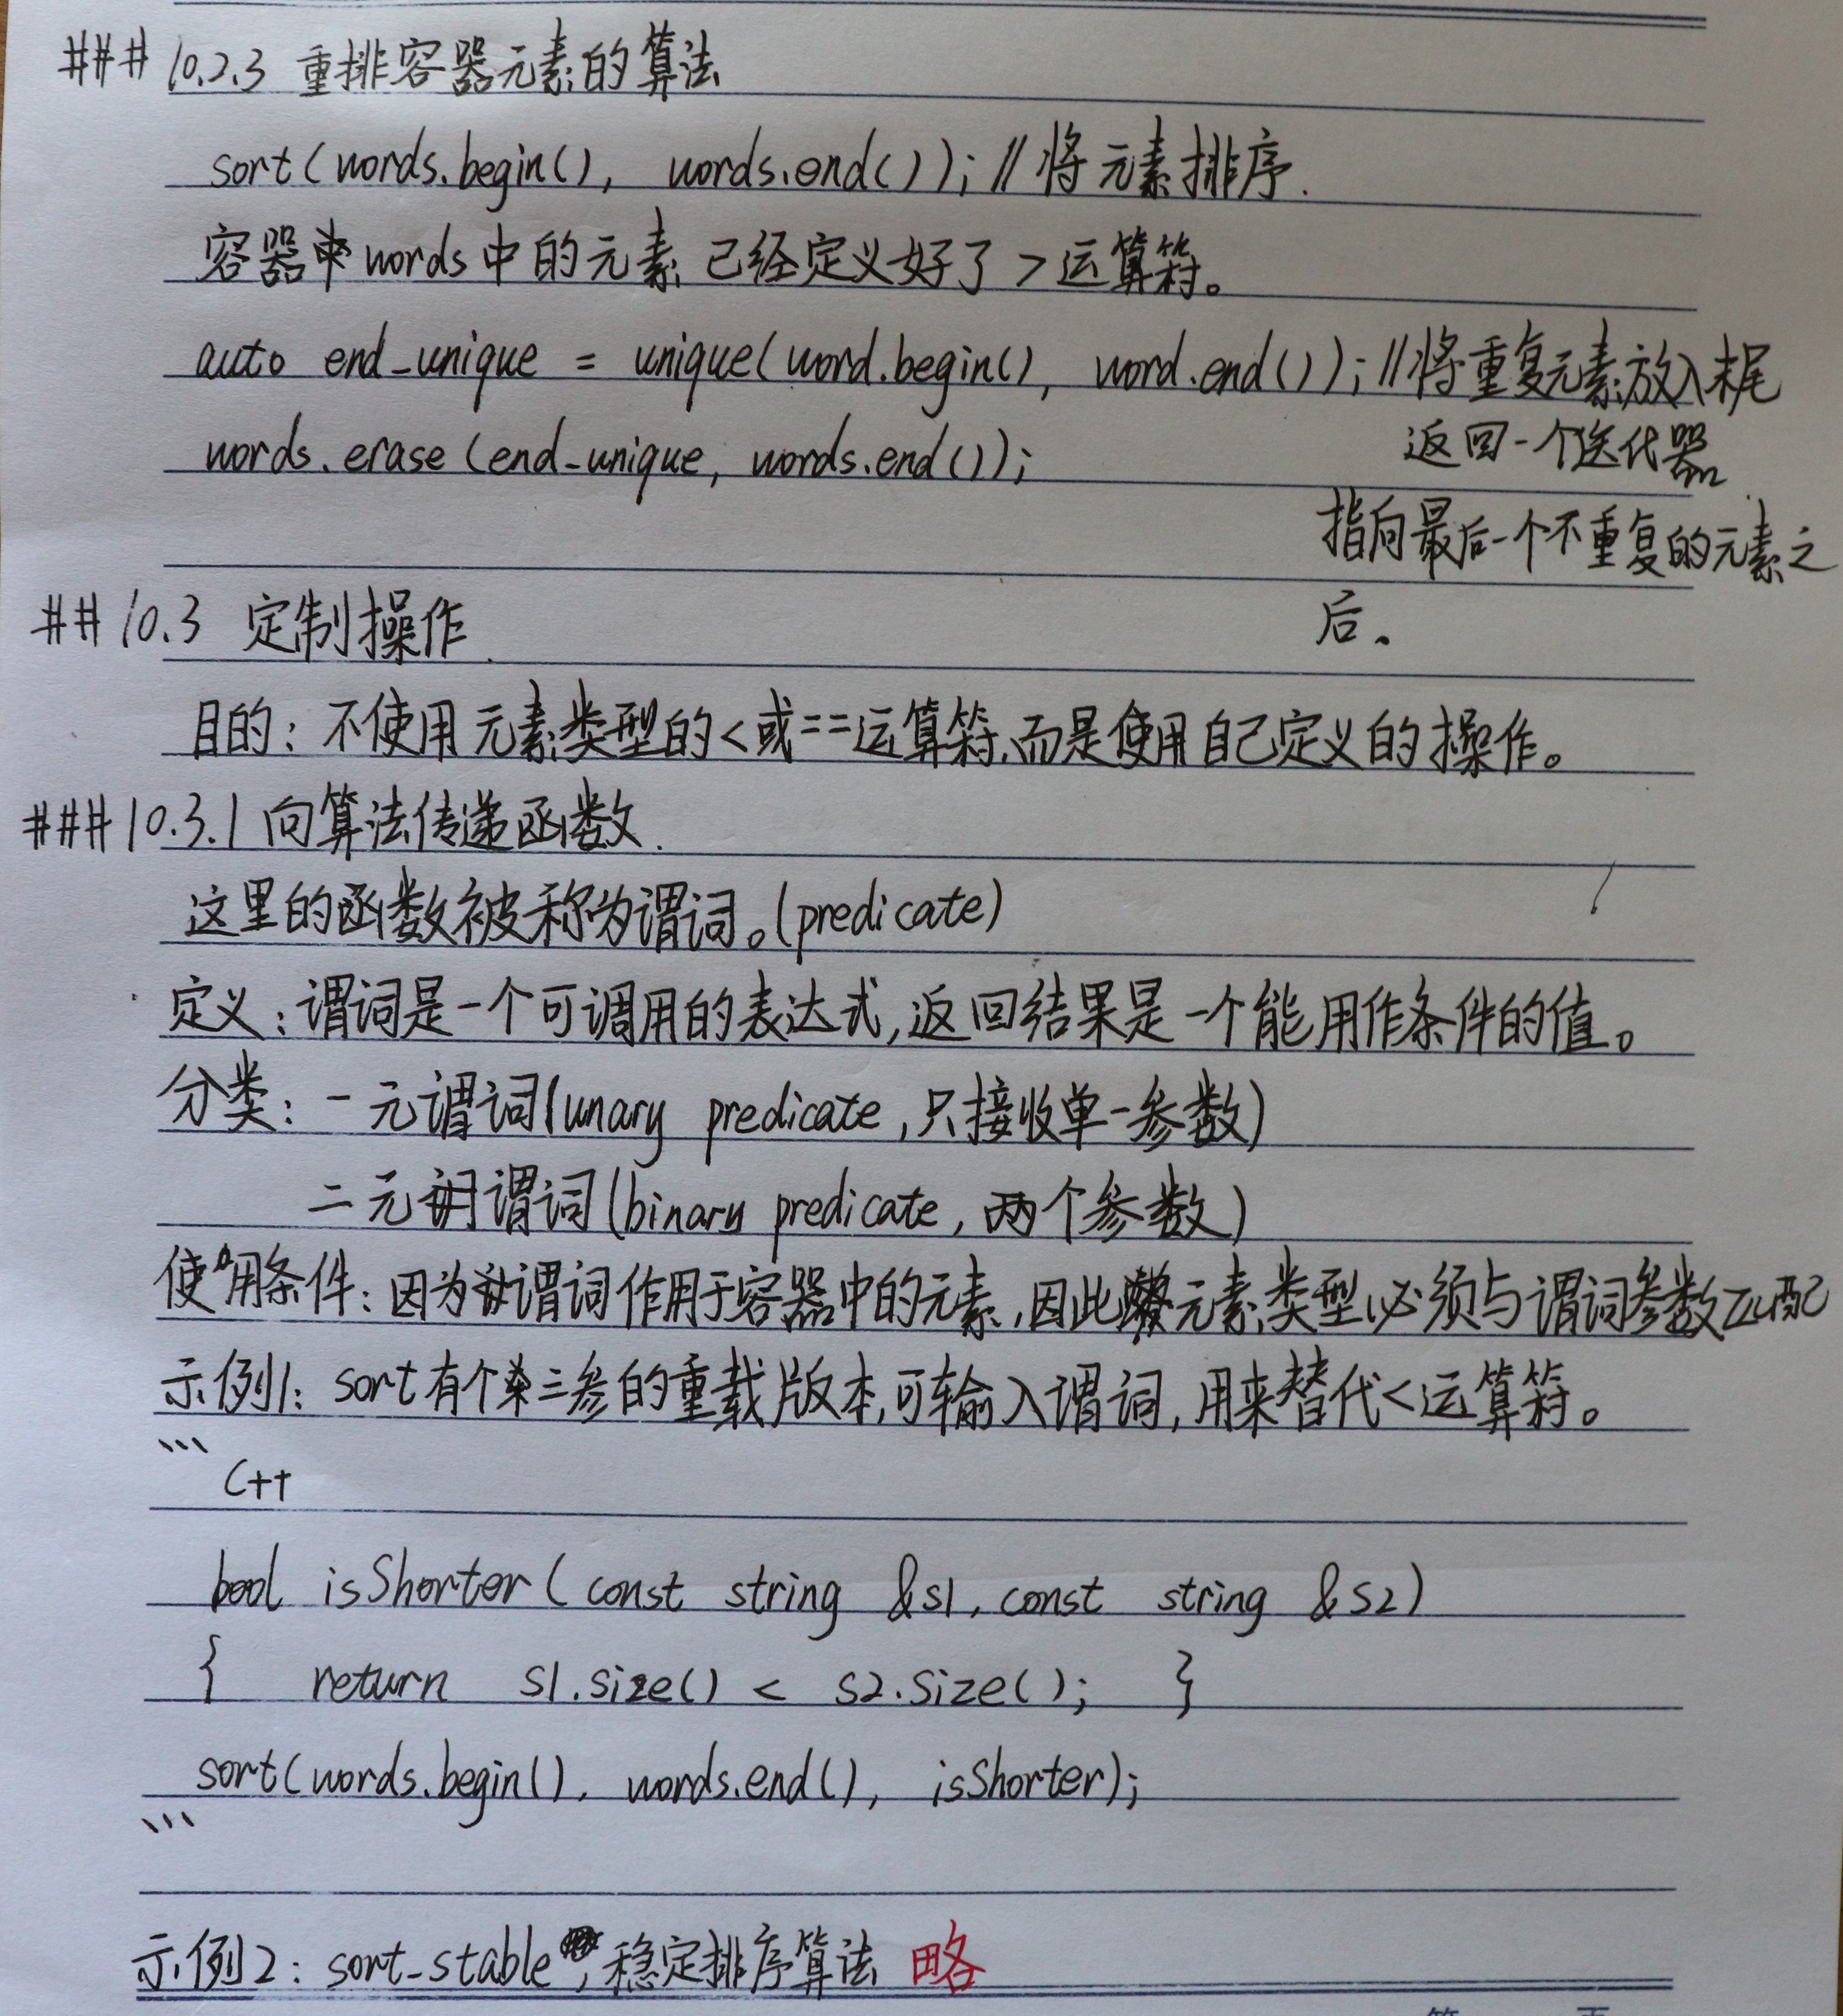 ### 10.2.3 重排容器元素的算法
sort(words.begin(), words.end()); //将元素排序.
容器words中的元素已经定义好了>运算符。
auto end_unique = unique(word.begin(), word.end()); //将重复元素放入末尾
返回一个迭代器
words.erase(end_unique, words.end());
指向最后一个不重复的元素之
后。
## 10.3 定制操作.
目的：不使用元素类型的<或==运算符,而是使用自己定义的操作。
### 10.3.1 向算法传递函数.
这里的函数被称为谓词。(predicate)
定义：谓词是一个可调用的表达式,返回结果是一个能用作条件的值。
分类：一元谓词(unary predicate,只接收单一参数)
二元谓词(binary predicate,两个参数)
使用条件：因为谓词作用于容器中的元素,因此元素类型必须与谓词参数匹配
示例1：sort有个三参的重载版本,可输入谓词,用来替代<运算符。
```
C++
bool isShorter(const string &s1, const string &s2)
{ return s1.size() < s2.size(); }
sort(words.begin(), words.end(), isShorter);
```
示例2：sort_stable,稳定排序算法 略
第 页